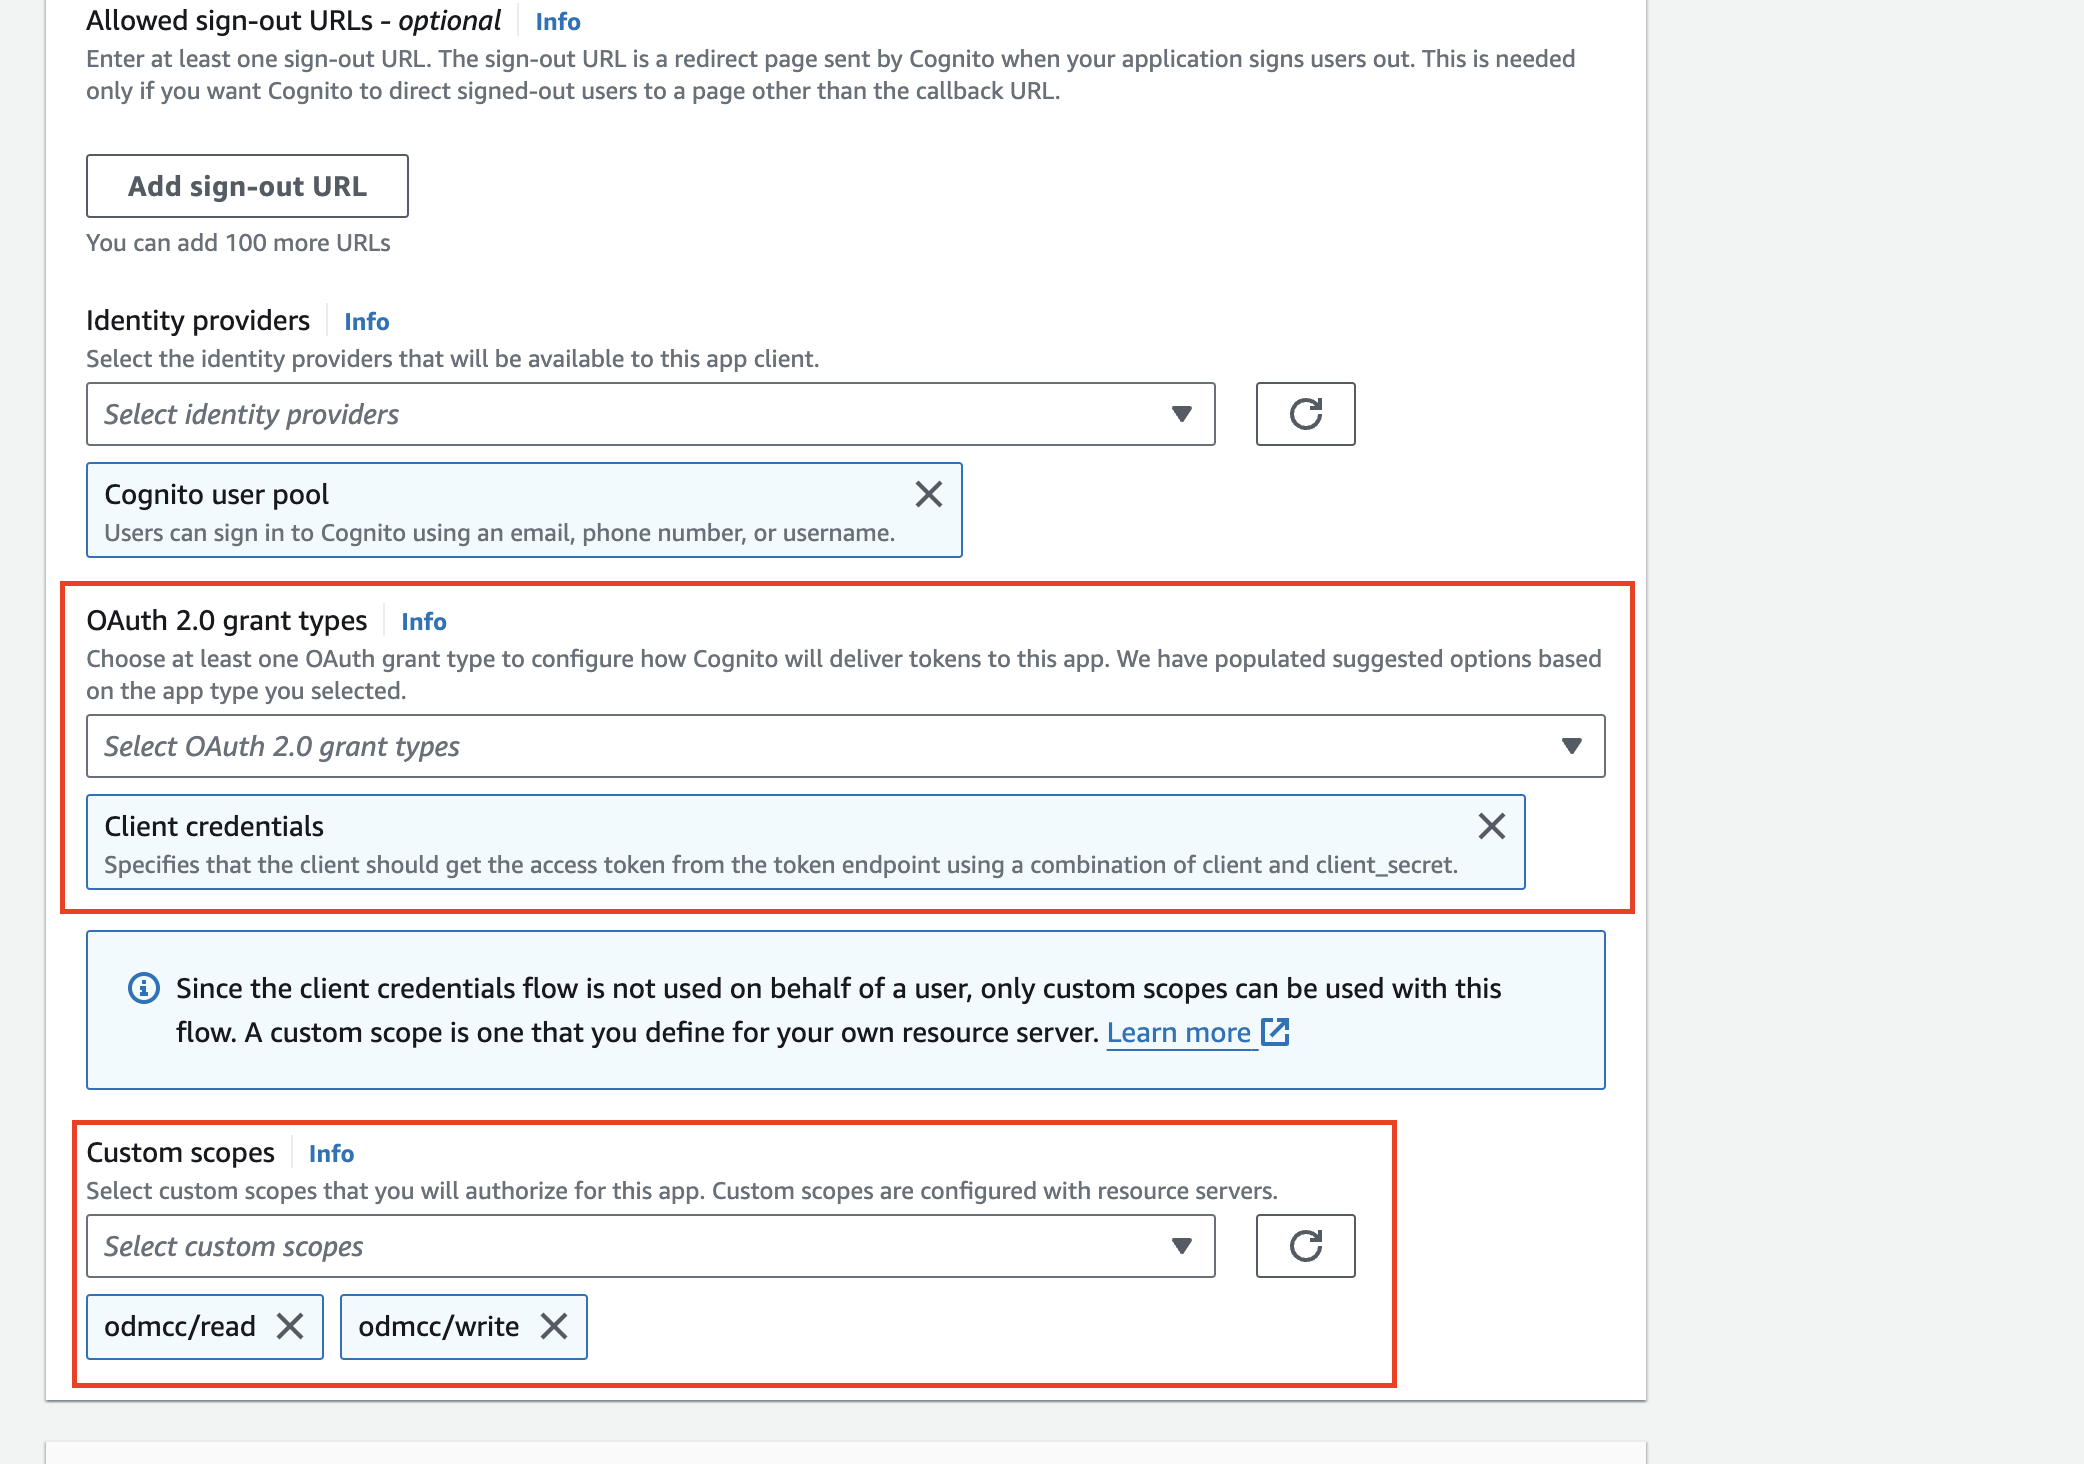 Allowed sign-out URLs - optional Info
Enter at least one sign-out URL. The sign-out URL is a redirect page sent by Cognito when your application signs users out. This is needed
only if you want Cognito to direct signed-out users to a page other than the callback URL.
Add sign-out URL
You can add 100 more URLs
Identity providers Info
Select the identity providers that will be available to this app client.
Select identity providers
Cognito user pool
Users can sign in to Cognito using an email, phone number, or username.
OAuth 2.0 grant types Info
Choose at least one OAuth grant type to configure how Cognito will deliver tokens to this app. We have populated suggested options based
on the app type you selected.
Select OAuth 2.0 grant types
Client credentials
Specifies that the client should get the access token from the token endpoint using a combination of client and client_secret.
Since the client credentials flow is not used on behalf of a user, only custom scopes can be used with this
flow. A custom scope is one that you define for your own resource server. Learn more
Custom scopes Info
Select custom scopes that you will authorize for this app. Custom scopes are configured with resource servers.
Select custom scopes
odmcc/read odmcc/write